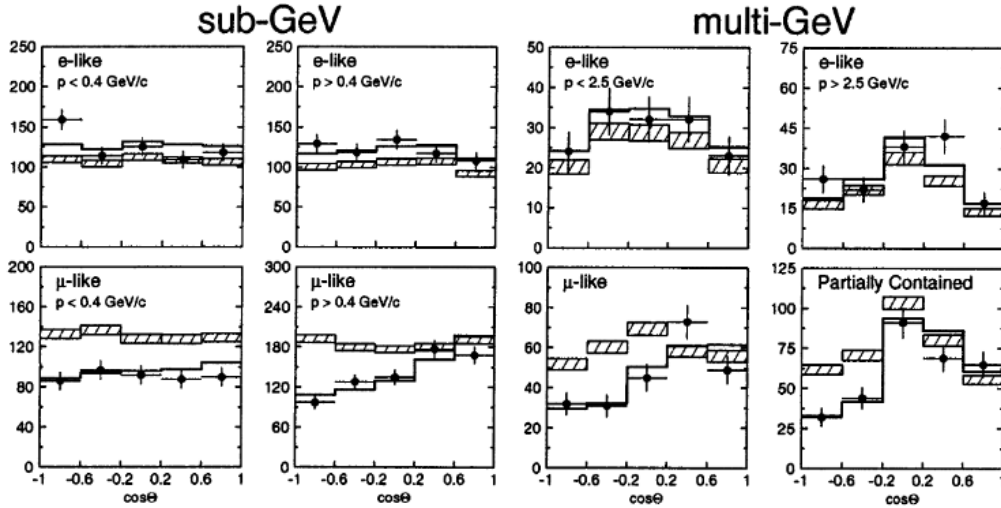 sub-GeV
multi-GeV
e-like
p < 0.4 GeV/c
250
200
150
100
50
0
e-like
p > 0.4 GeV/c
250
200
150
100
50
0
e-like
p < 2.5 GeV/c
50
40
30
20
10
0
e-like
p > 2.5 GeV/c
75
60
45
30
15
0
μ-like
p < 0.4 GeV/c
200
160
120
80
40
0
-1 -0.6 -0.2 0.2 0.6 1
cosΘ
μ-like
p > 0.4 GeV/c
300
240
180
120
60
0
-1 -0.6 -0.2 0.2 0.6 1
cosΘ
μ-like
100
80
60
40
20
0
-1 -0.6 -0.2 0.2 0.6 1
cosΘ
Partially Contained
125
100
75
50
25
0
-1 -0.6 -0.2 0.2 0.6 1
cosΘ